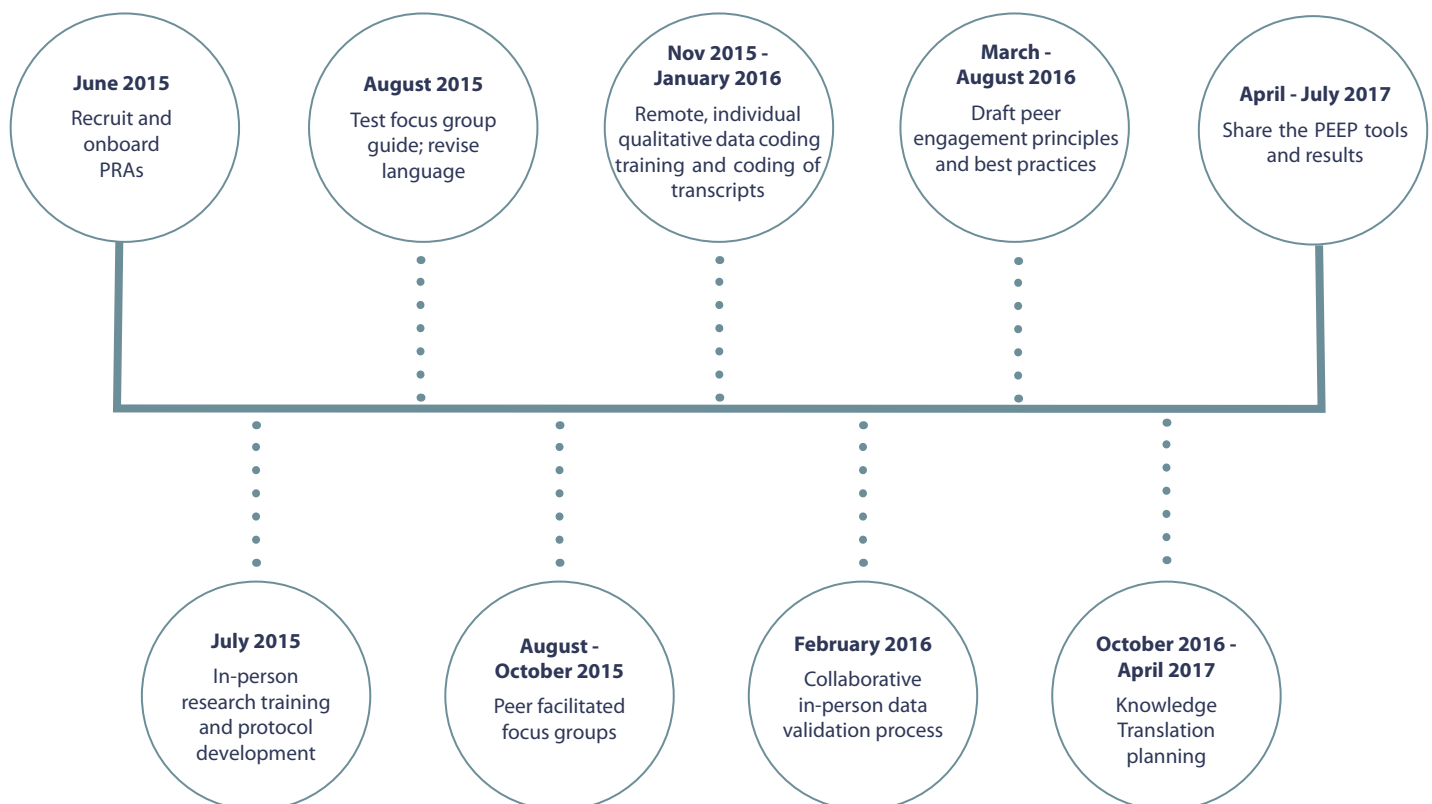 June 2015
Recruit and
onboard
PRAs
August 2015
Test focus group
guide; revise
language
Nov 2015 -
January 2016
Remote, individual
qualitative data coding
training and coding of
transcripts
March -
August 2016
Draft peer
engagement principles
and best practices
April - July 2017
Share the PEEP tools
and results
July 2015
In-person
research training
and protocol
development
August -
October 2015
Peer facilitated
focus groups
February 2016
Collaborative
in-person data
validation process
October 2016 -
April 2017
Knowledge
Translation
planning